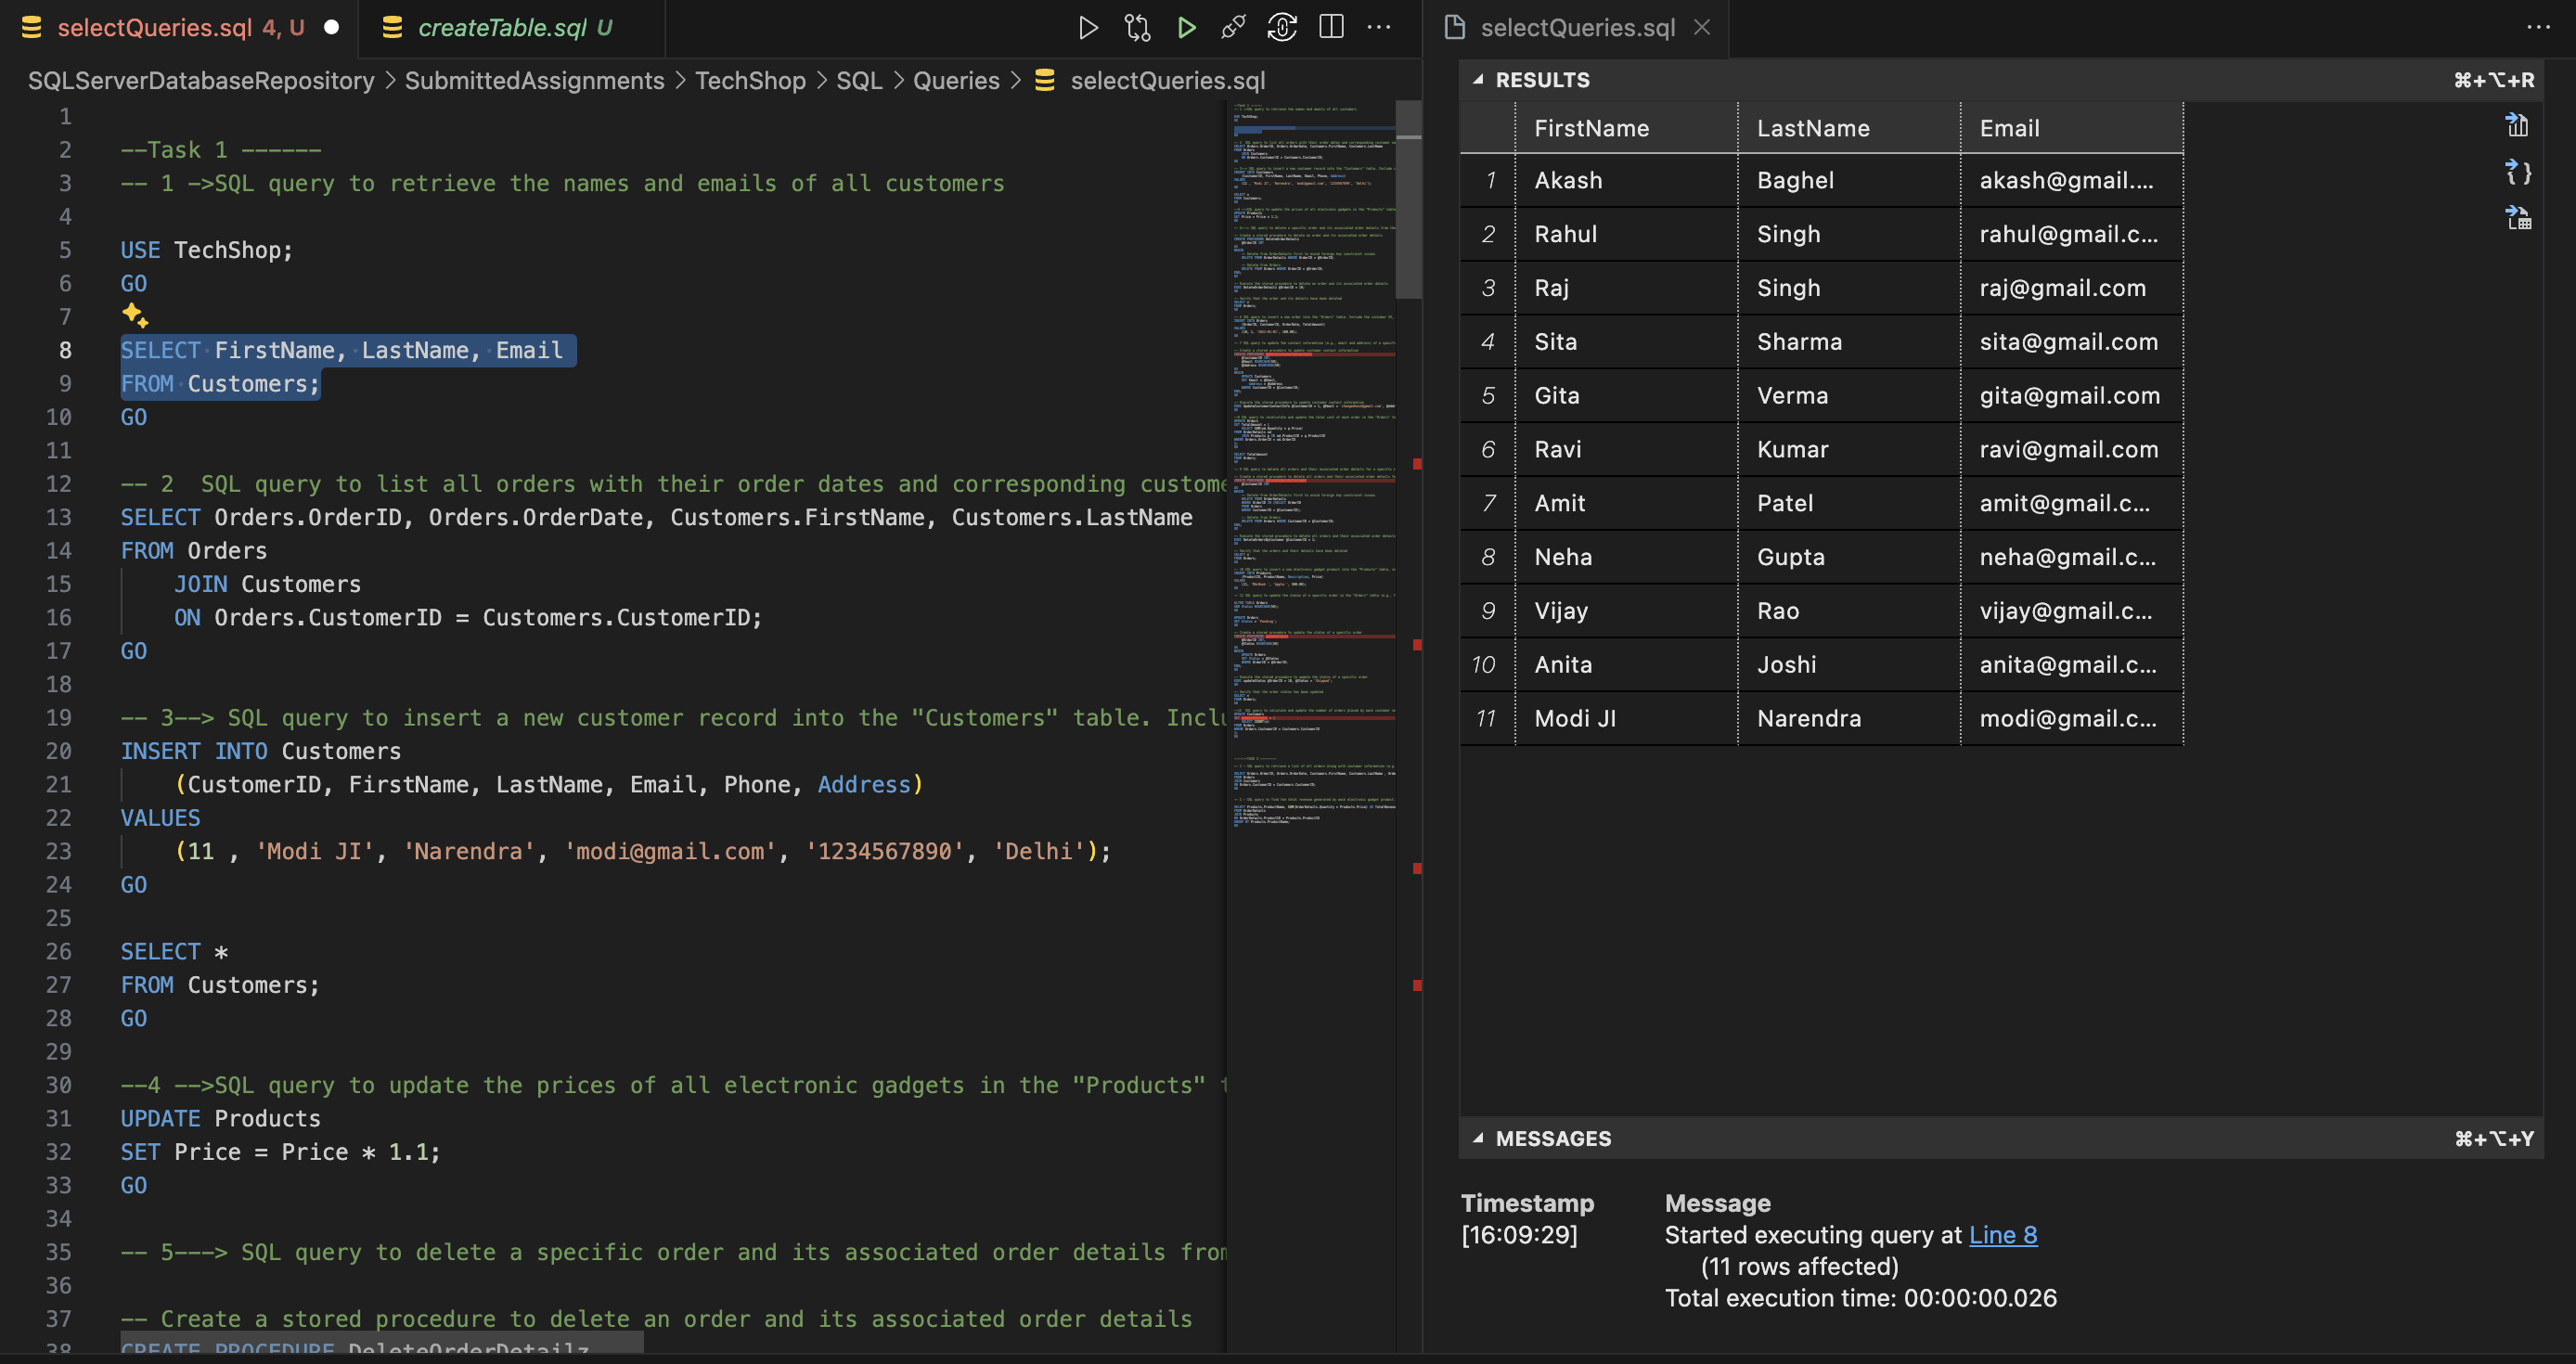 selectQueries.sql 4, U
createTable.sql U
SQLServerDatabaseRepository > SubmittedAssignments > TechShop > SQL > Queries > selectQueries.sql
1
2 --Task 1 ------
3 -- 1 ->SQL query to retrieve the names and emails of all customers
4
5 USE TechShop;
6 GO
7
8 SELECT FirstName, LastName, Email
9 FROM Customers;
10 GO
11
12 -- 2  SQL query to list all orders with their order dates and corresponding custome
13 SELECT Orders.OrderID, Orders.OrderDate, Customers.FirstName, Customers.LastName
14 FROM Orders
15 JOIN Customers
16 ON Orders.CustomerID = Customers.CustomerID;
17 GO
18
19 -- 3--> SQL query to insert a new customer record into the "Customers" table. Inclu
20 INSERT INTO Customers
21 (CustomerID, FirstName, LastName, Email, Phone, Address)
22 VALUES
23 (11 , 'Modi JI', 'Narendra', 'modi@gmail.com', '1234567890', 'Delhi');
24 GO
25
26 SELECT *
27 FROM Customers;
28 GO
29
30 --4 -->SQL query to update the prices of all electronic gadgets in the "Products" t
31 UPDATE Products
32 SET Price = Price * 1.1;
33 GO
34
35 -- 5---> SQL query to delete a specific order and its associated order details from
36
37 -- Create a stored procedure to delete an order and its associated order details
38 CREATE PROCEDURE
selectQueries.sql
RESULTS ⌘+⌥+R
FirstName LastName Email
1 Akash Baghel akash@gmail....
2 Rahul Singh rahul@gmail.c...
3 Raj Singh raj@gmail.com
4 Sita Sharma sita@gmail.com
5 Gita Verma gita@gmail.com
6 Ravi Kumar ravi@gmail.com
7 Amit Patel amit@gmail.c...
8 Neha Gupta neha@gmail.c...
9 Vijay Rao vijay@gmail.c...
10 Anita Joshi anita@gmail.c...
11 Modi JI Narendra modi@gmail.c...
MESSAGES ⌘+⌥+Y
Timestamp Message
[16:09:29] Started executing query at Line 8
(11 rows affected)
Total execution time: 00:00:00.026